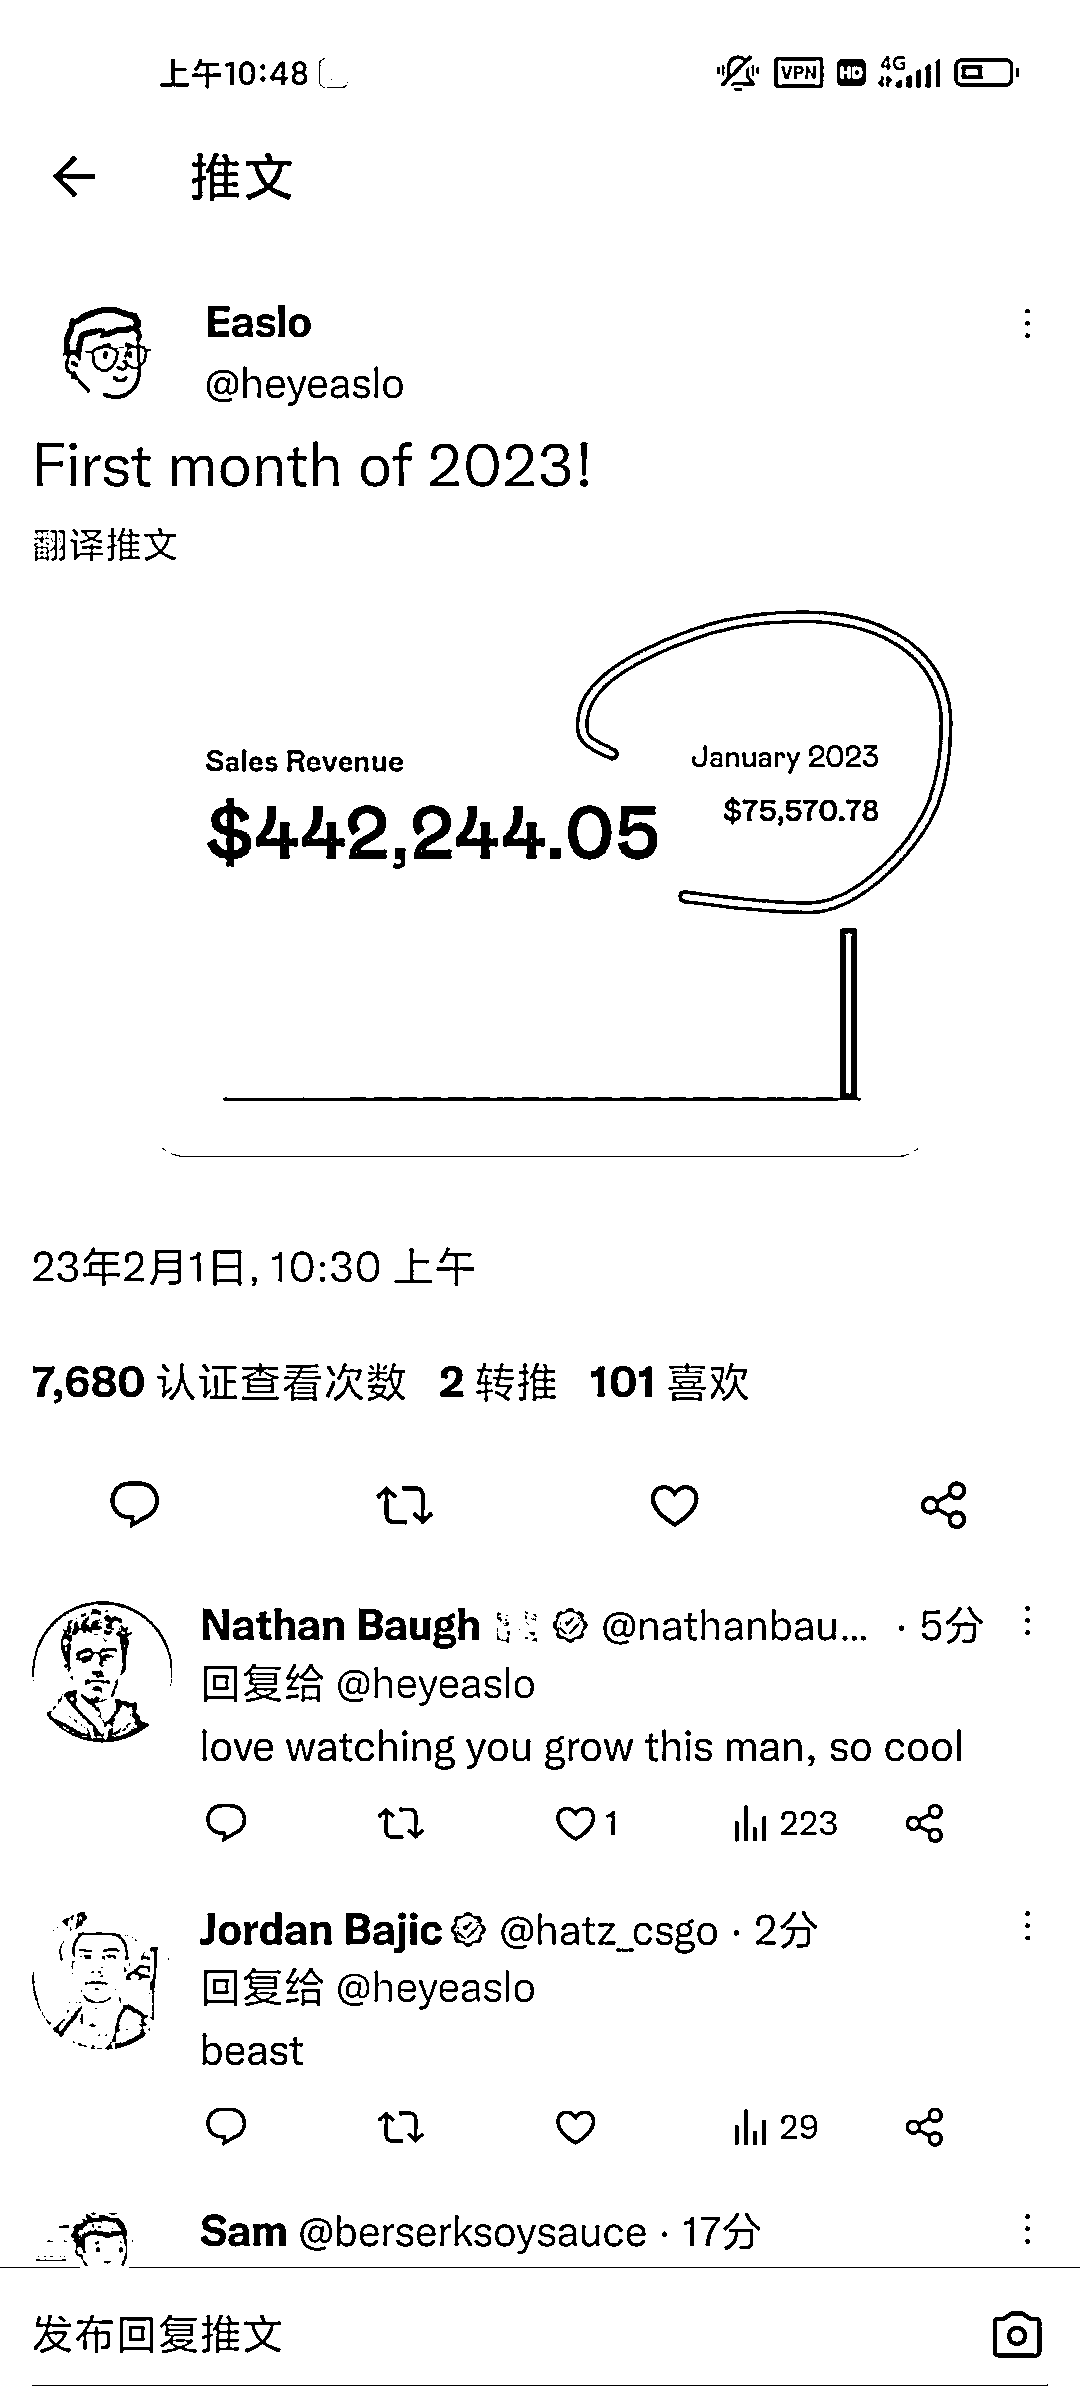 上午10:48
VPN HD 4G
推文
Easlo
@heyeaslo
First month of 2023!
翻译推文
Sales Revenue
$442,244.05
January 2023
$75,570.78
23年2月1日, 10:30 上午
7,680 认证查看次数 2 转推 101 喜欢
Nathan Baugh @nathanbau... · 5分
回复给 @heyeaslo
love watching you grow this man, so cool
1 223
Jordan Bajic @hatz_csgo · 2分
回复给 @heyeaslo
beast
29
Sam @berserksoysauce · 17分
发布回复推文